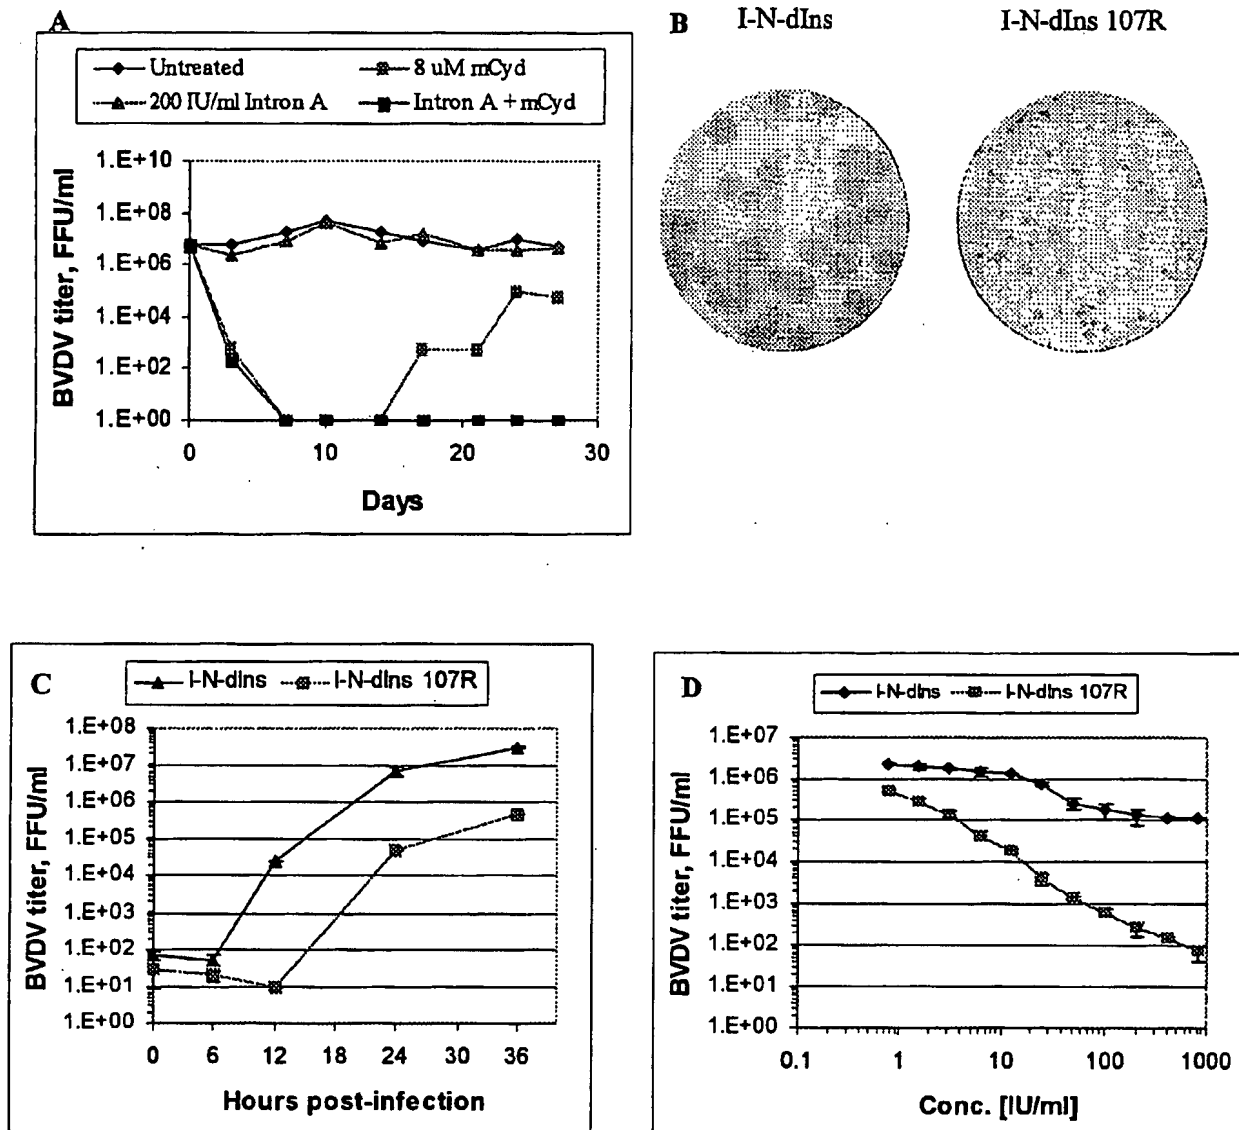 A
Untreated
8 uM mCyd
200 IU/ml Intron A
Intron A + mCyd
BVDV titer, FFU/ml
1.E+10
1.E+08
1.E+06
1.E+04
1.E+02
1.E+00
0 10 20 30
Days
B
I-N-dIns
I-N-dIns 107R
C
I-N-dIns
I-N-dIns 107R
BVDV titer, FFU/ml
1.E+08
1.E+07
1.E+06
1.E+05
1.E+04
1.E+03
1.E+02
1.E+01
1.E+00
0 6 12 18 24 30 36
Hours post-infection
D
I-N-dIns
I-N-dIns 107R
BVDV titer, FFU/ml
1.E+07
1.E+06
1.E+05
1.E+04
1.E+03
1.E+02
1.E+01
1.E+00
0.1 1 10 100 1000
Conc. [IU/ml]